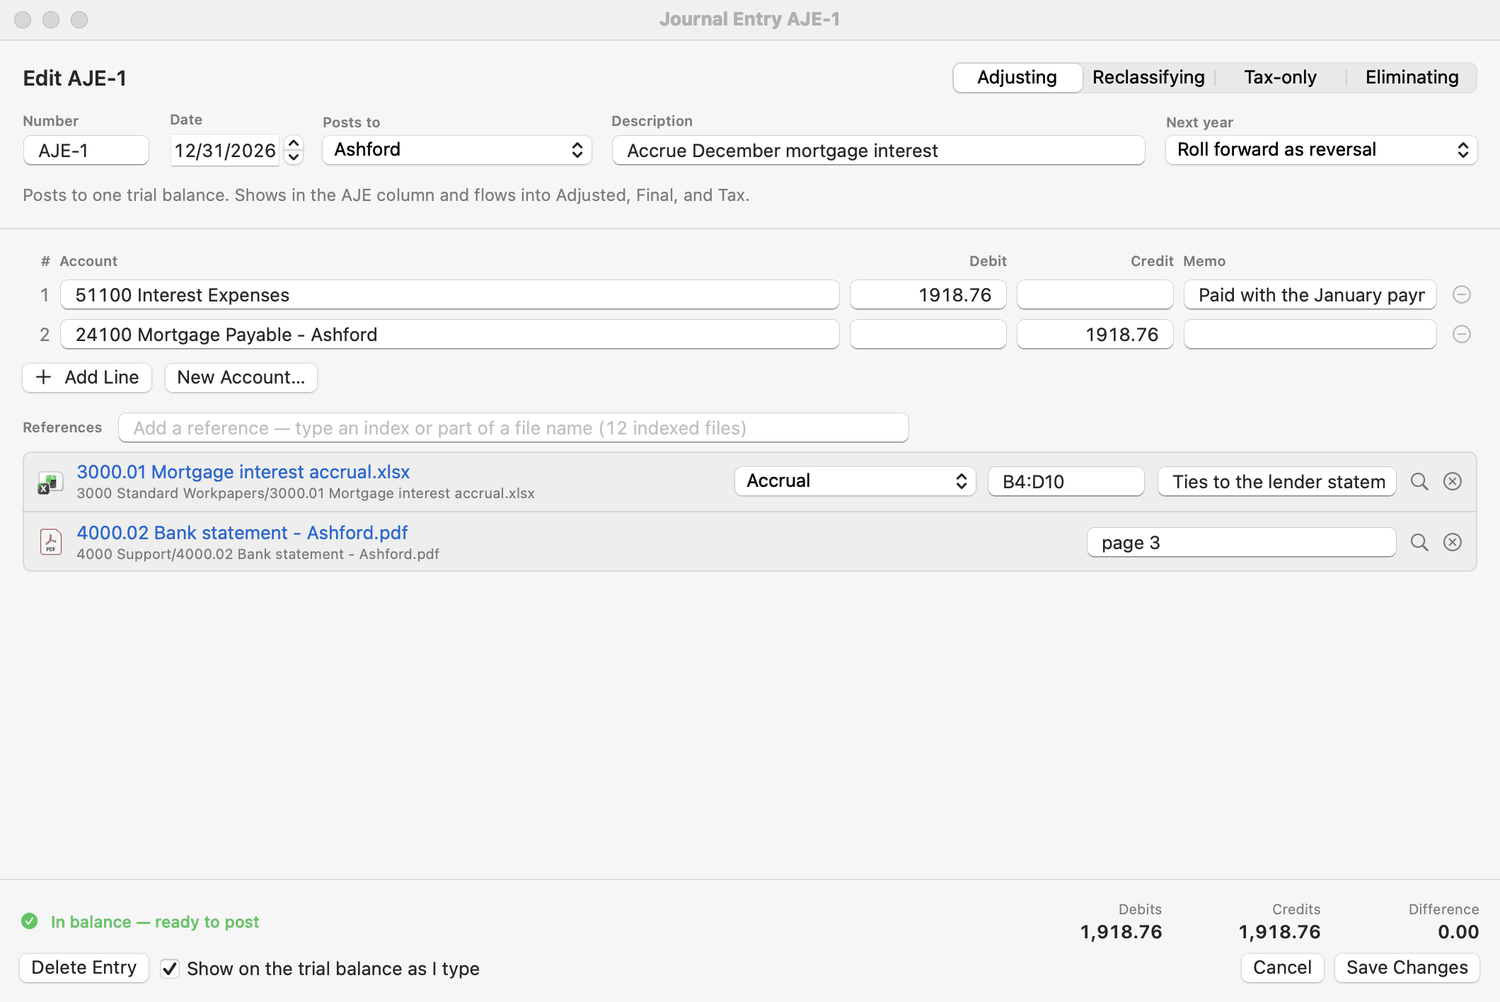 Journal Entry AJE-1
Edit AJE-1
Adjusting Reclassifying Tax-only Eliminating
Number Date Posts to Description Next year
AJE-1 12/31/2026 Ashford Accrue December mortgage interest Roll forward as reversal
Posts to one trial balance. Shows in the AJE column and flows into Adjusted, Final, and Tax.
# Account Debit Credit Memo
1 51100 Interest Expenses 1918.76 Paid with the January
2 24100 Mortgage Payable - Ashford 1918.76
+ Add Line New Account...
References Add a reference — type an index or part of a file name (12 indexed files)
3000.01 Mortgage interest accrual.xlsx Accrual B4:D10 Ties to the lender statem
3000 Standard Workpapers/3000.01 Mortgage interest accrual.xlsx
4000.02 Bank statement - Ashford.pdf page 3
4000 Support/4000.02 Bank statement - Ashford.pdf
In balance — ready to post
Debits Credits Difference
1,918.76 1,918.76 0.00
Delete Entry Show on the trial balance as I type Cancel Save Changes